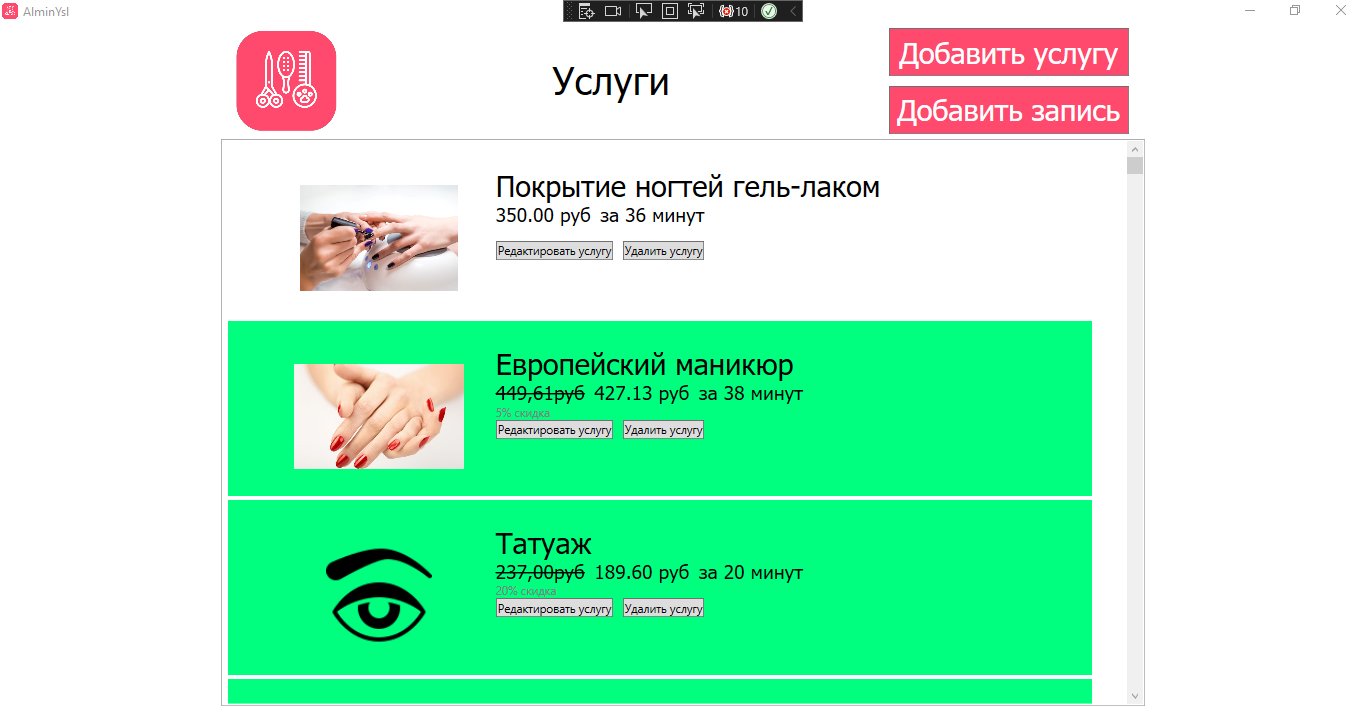 AlminYsl
10
Услуги
Добавить услугу
Добавить запись
Покрытие ногтей гель-лаком
350.00 руб за 36 минут
Редактировать услугу Удалить услугу
Европейский маникюр
449,61руб 427.13 руб за 38 минут
5% скидка
Редактировать услугу Удалить услугу
Татуаж
237,00руб 189.60 руб за 20 минут
20% скидка
Редактировать услугу Удалить услугу